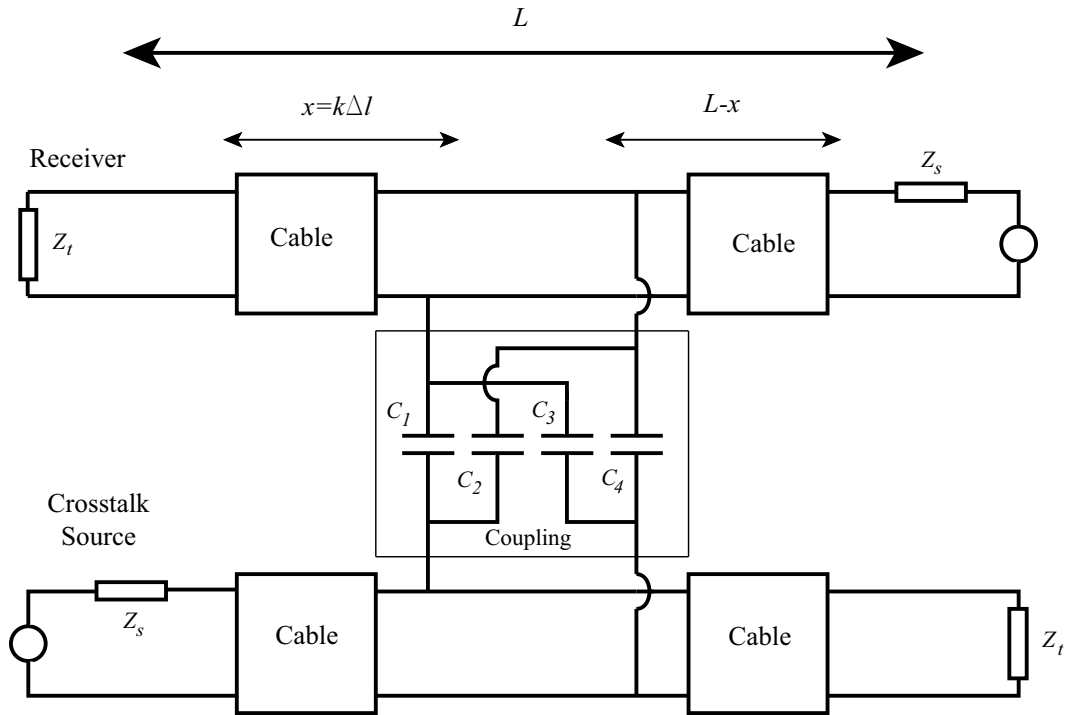 L
x=kΔl
L-x
Receiver
Z_s
Z_t
Cable
Cable
C_1
C_3
C_2
C_4
Crosstalk
Source
Coupling
Z_s
Cable
Cable
Z_t